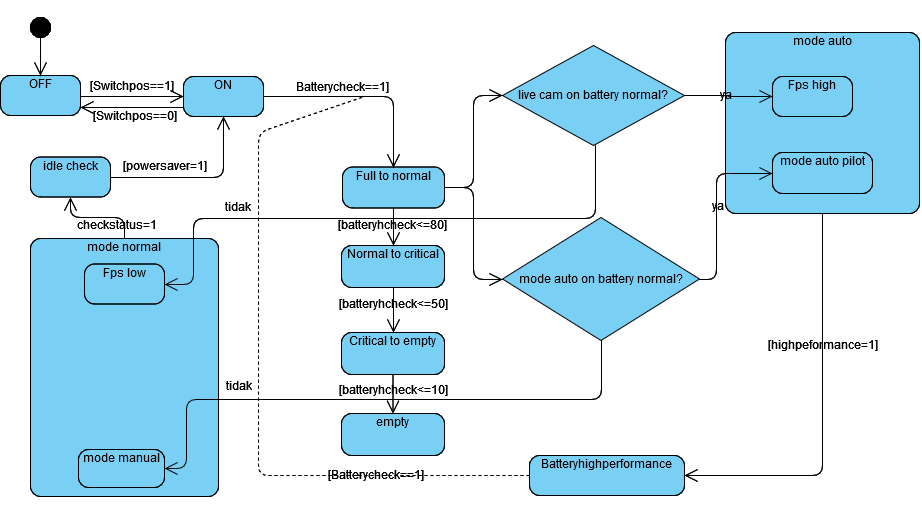 mode auto
OFF
[Switchpos==1]
ON
Batterycheck==1]
live cam on battery normal?
ya
Fps high
[Switchpos==0]
idle check
[powersaver=1]
Full to normal
mode auto pilot
tidak
ya
checkstatus=1
[batteryhcheck<=80]
mode normal
Fps low
Normal to critical
mode auto on battery normal?
[batteryhcheck<=50]
Critical to empty
[highpeformance=1]
tidak
[batteryhcheck<=10]
empty
mode manual
[Batterycheck==1]
Batteryhighperformance